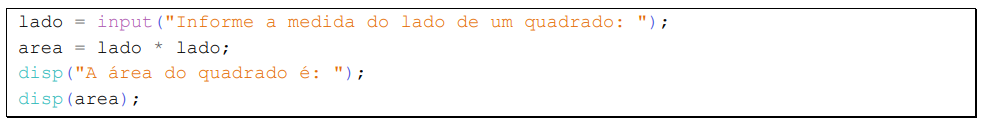 lado = input("Informe a medida do lado de um quadrado: ");
area = lado * lado;
disp("A área do quadrado é: ");
disp(area);